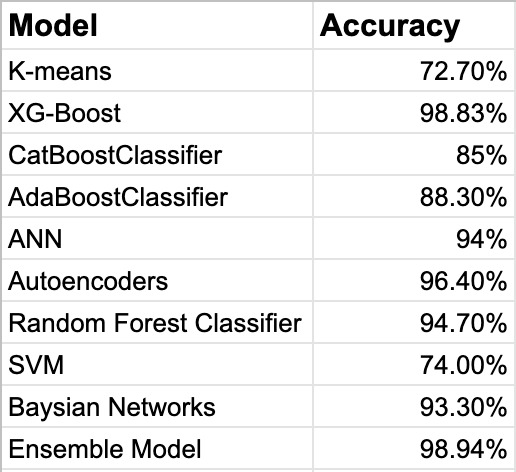 Model Accuracy
K-means 72.70%
XG-Boost 98.83%
CatBoostClassifier 85%
AdaBoostClassifier 88.30%
ANN 94%
Autoencoders 96.40%
Random Forest Classifier 94.70%
SVM 74.00%
Baysian Networks 93.30%
Ensemble Model 98.94%